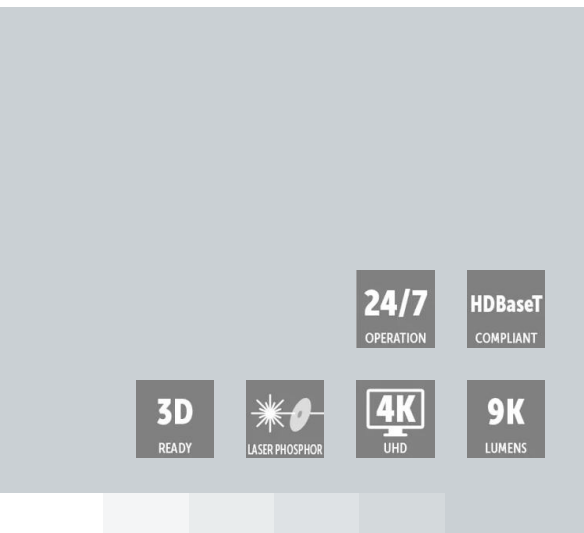 24/7
OPERATION
HDBaseT
COMPLIANT
3D
READY
LASER PHOSPHOR
4K
UHD
9K
LUMENS